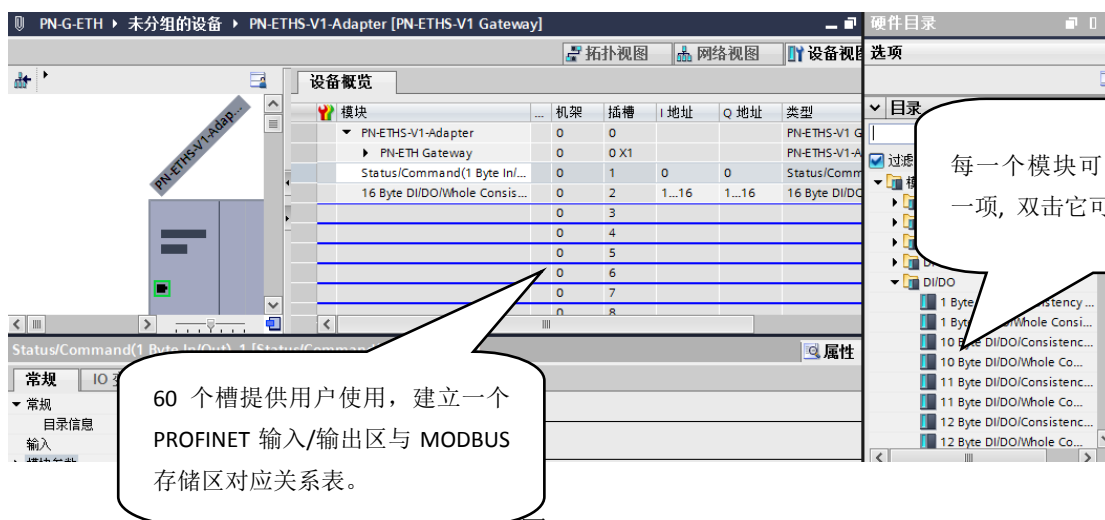 PN-G-ETH ▸ 未分组的设备 ▸ PN-ETHS-V1-Adapter [PN-ETHS-V1 Gateway]
硬件目录
拓扑视图 网络视图 设备视
选项
设备概览
模块 ... 机架 插槽 I 地址 Q 地址 类型
PN-ETHS-V1-Adapter 0 0 PN-ETHS-V1 G
PN-ETH Gateway 0 0 X1 PN-ETHS-V1-A
Status/Command(1 Byte In/... 0 1 0 0 Status/Comm
16 Byte DI/DO/Whole Consis... 0 2 1...16 1...16 16 Byte DI/DO
0 3
0 4
0 5
0 6
0 7
0 8
PN-ETHS-V1-Adap...
目录
过滤
每一个模块可
一项, 双击它可
DI/DO
1 Byte
1 Byt Whole Consi...
10 Byte DI/DO/Consistenc...
10 Byte DI/DO/Whole Co...
11 Byte DI/DO/Consistenc...
11 Byte DI/DO/Whole Co...
12 Byte DI/DO/Consistenc...
12 Byte DI/DO/Whole Co...
Status/Command(1 Byte In/Out)_1 [Status/Comman
属性
常规 IO
常规
目录信息
输入
60 个槽提供用户使用，建立一个
PROFINET 输入/输出区与 MODBUS
存储区对应关系表。